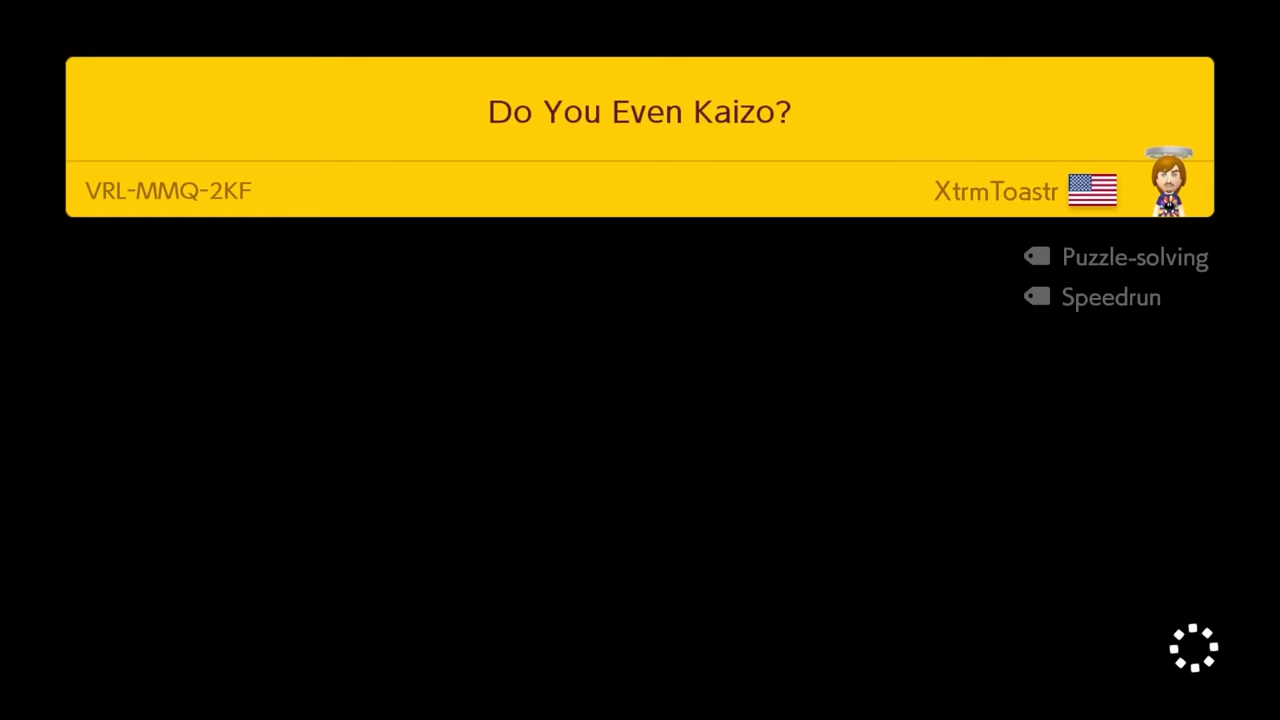 Do You Even Kaizo?
VRL-MMQ-2KF
XtrmToastr
Puzzle-solving
Speedrun